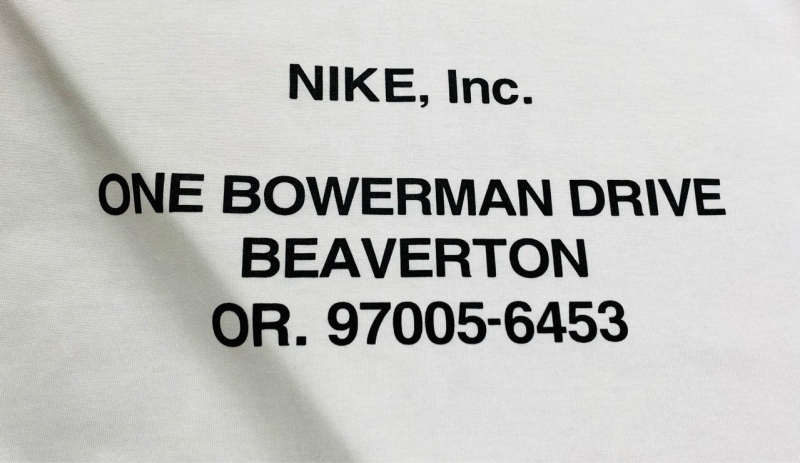 NIKE, Inc.
ONE BOWERMAN DRIVE
BEAVERTON
OR. 97005-6453